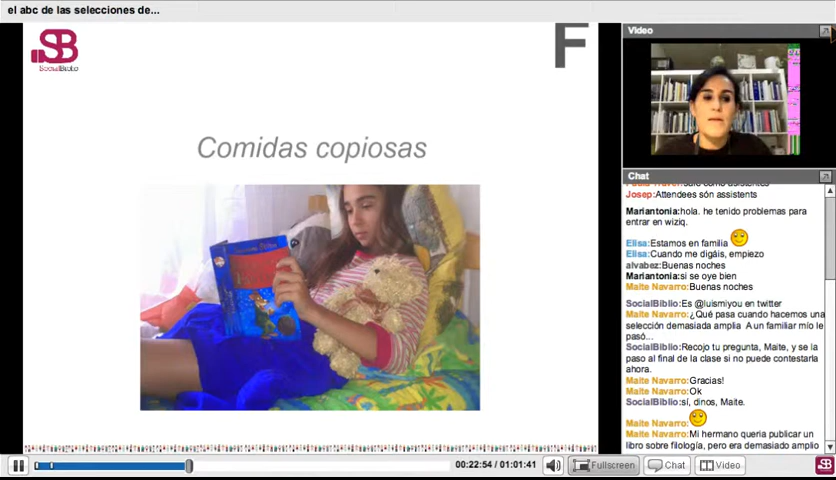 el abc de las selecciones de...
SB
SocialBiblio
F
Comidas copiosas
Video
Chat
Josep:Attendees són assistents
Mariantonia:hola. he tenido problemas para
entrar en wiziq.
Elisa:Estamos en familia
Elisa:Cuando me digáis, empiezo
alvabez:Buenas noches
Mariantonia:si se oye bien
Maite Navarro:Buenas noches
SocialBiblio:Es @luismiyou en twitter
Maite Navarro:¿Qué pasa cuando hacemos una
selección demasiada amplia A un familiar mío le
pasó...
SocialBiblio:Recojo tu pregunta, Maite, y se la
paso al final de la clase si no puede contestarla
ahora.
Maite Navarro:Gracias!
Maite Navarro:Ok
SocialBiblio:sí, dinos, Maite.
Maite Navarro:
Maite Navarro:Mi hermano queria publicar un
libro sobre filología, pero era demasiado amplio
00:22:54 / 01:01:41
Fullscreen
Chat
Video
SB